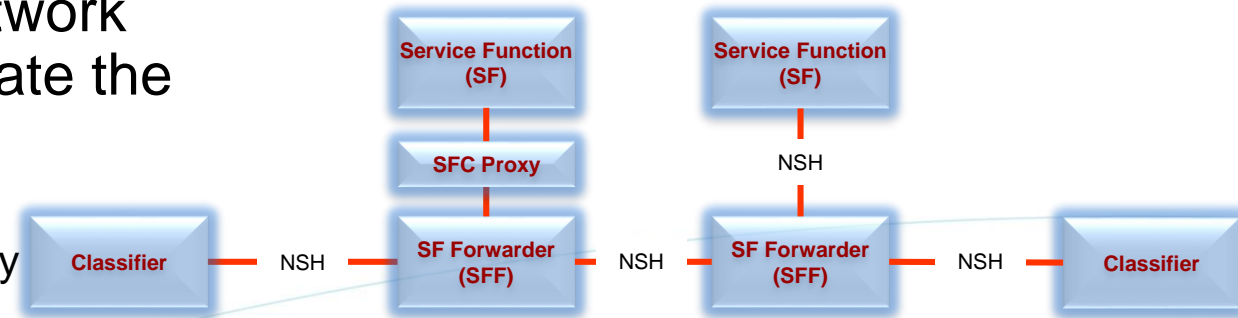 twork
ate the
y
Service Function
(SF)
Service Function
(SF)
SFC Proxy
NSH
Classifier
NSH
SF Forwarder
(SFF)
NSH
SF Forwarder
(SFF)
NSH
Classifier